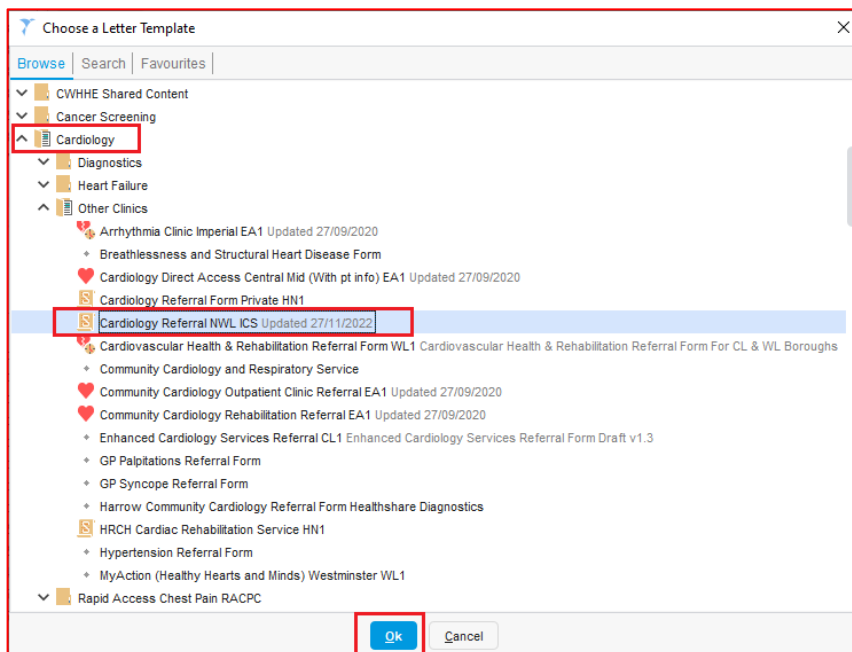 Choose a Letter Template
Browse Search Favourites
CWHHE Shared Content
Cancer Screening
Cardiology
Diagnostics
Heart Failure
Other Clinics
Arrhythmia Clinic Imperial EA1 Updated 27/09/2020
Breathlessness and Structural Heart Disease Form
Cardiology Direct Access Central Mid (With pt info) EA1 Updated 27/09/2020
Cardiology Referral Form Private HN1
Cardiology Referral NWL ICS Updated 27/11/2022
Cardiovascular Health & Rehabilitation Referral Form WL1 Cardiovascular Health & Rehabilitation Referral Form For CL & WL Boroughs
Community Cardiology and Respiratory Service
Community Cardiology Outpatient Clinic Referral EA1 Updated 27/09/2020
Community Cardiology Rehabilitation Referral EA1 Updated 27/09/2020
Enhanced Cardiology Services Referral CL1 Enhanced Cardiology Services Referral Form Draft v1.3
GP Palpitations Referral Form
GP Syncope Referral Form
Harrow Community Cardiology Referral Form Healthshare Diagnostics
HRCH Cardiac Rehabilitation Service HN1
Hypertension Referral Form
MyAction (Healthy Hearts and Minds) Westminster WL1
Rapid Access Chest Pain RACPC
Ok Cancel